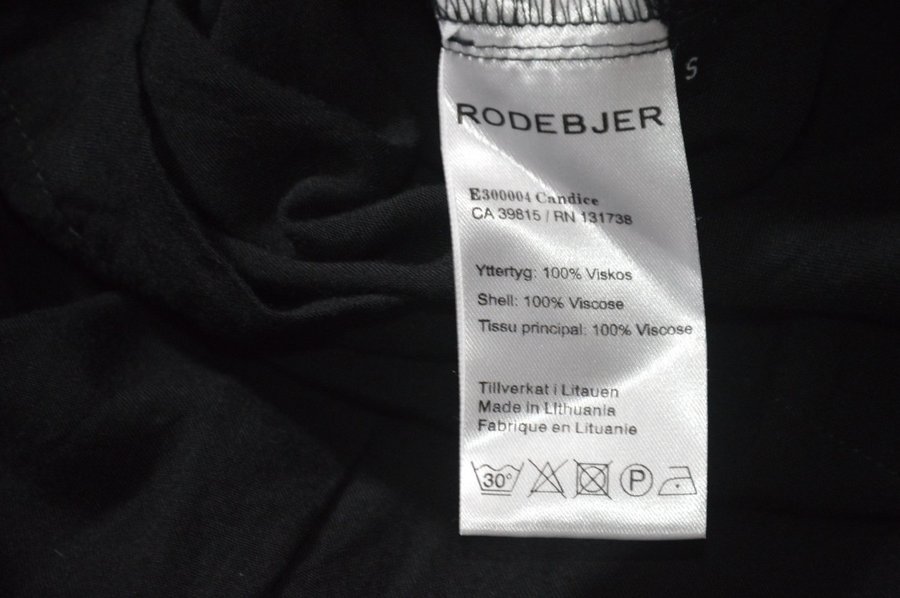 S
RODEBJER
E300004 Candice
CA 39815 / RN 131738
Yttertyg: 100% Viskos
Shell: 100% Viscose
Tissu principal: 100% Viscose
Tillverkat i Litauen
Made in Lithuania
Fabrique en Lituanie
30° P